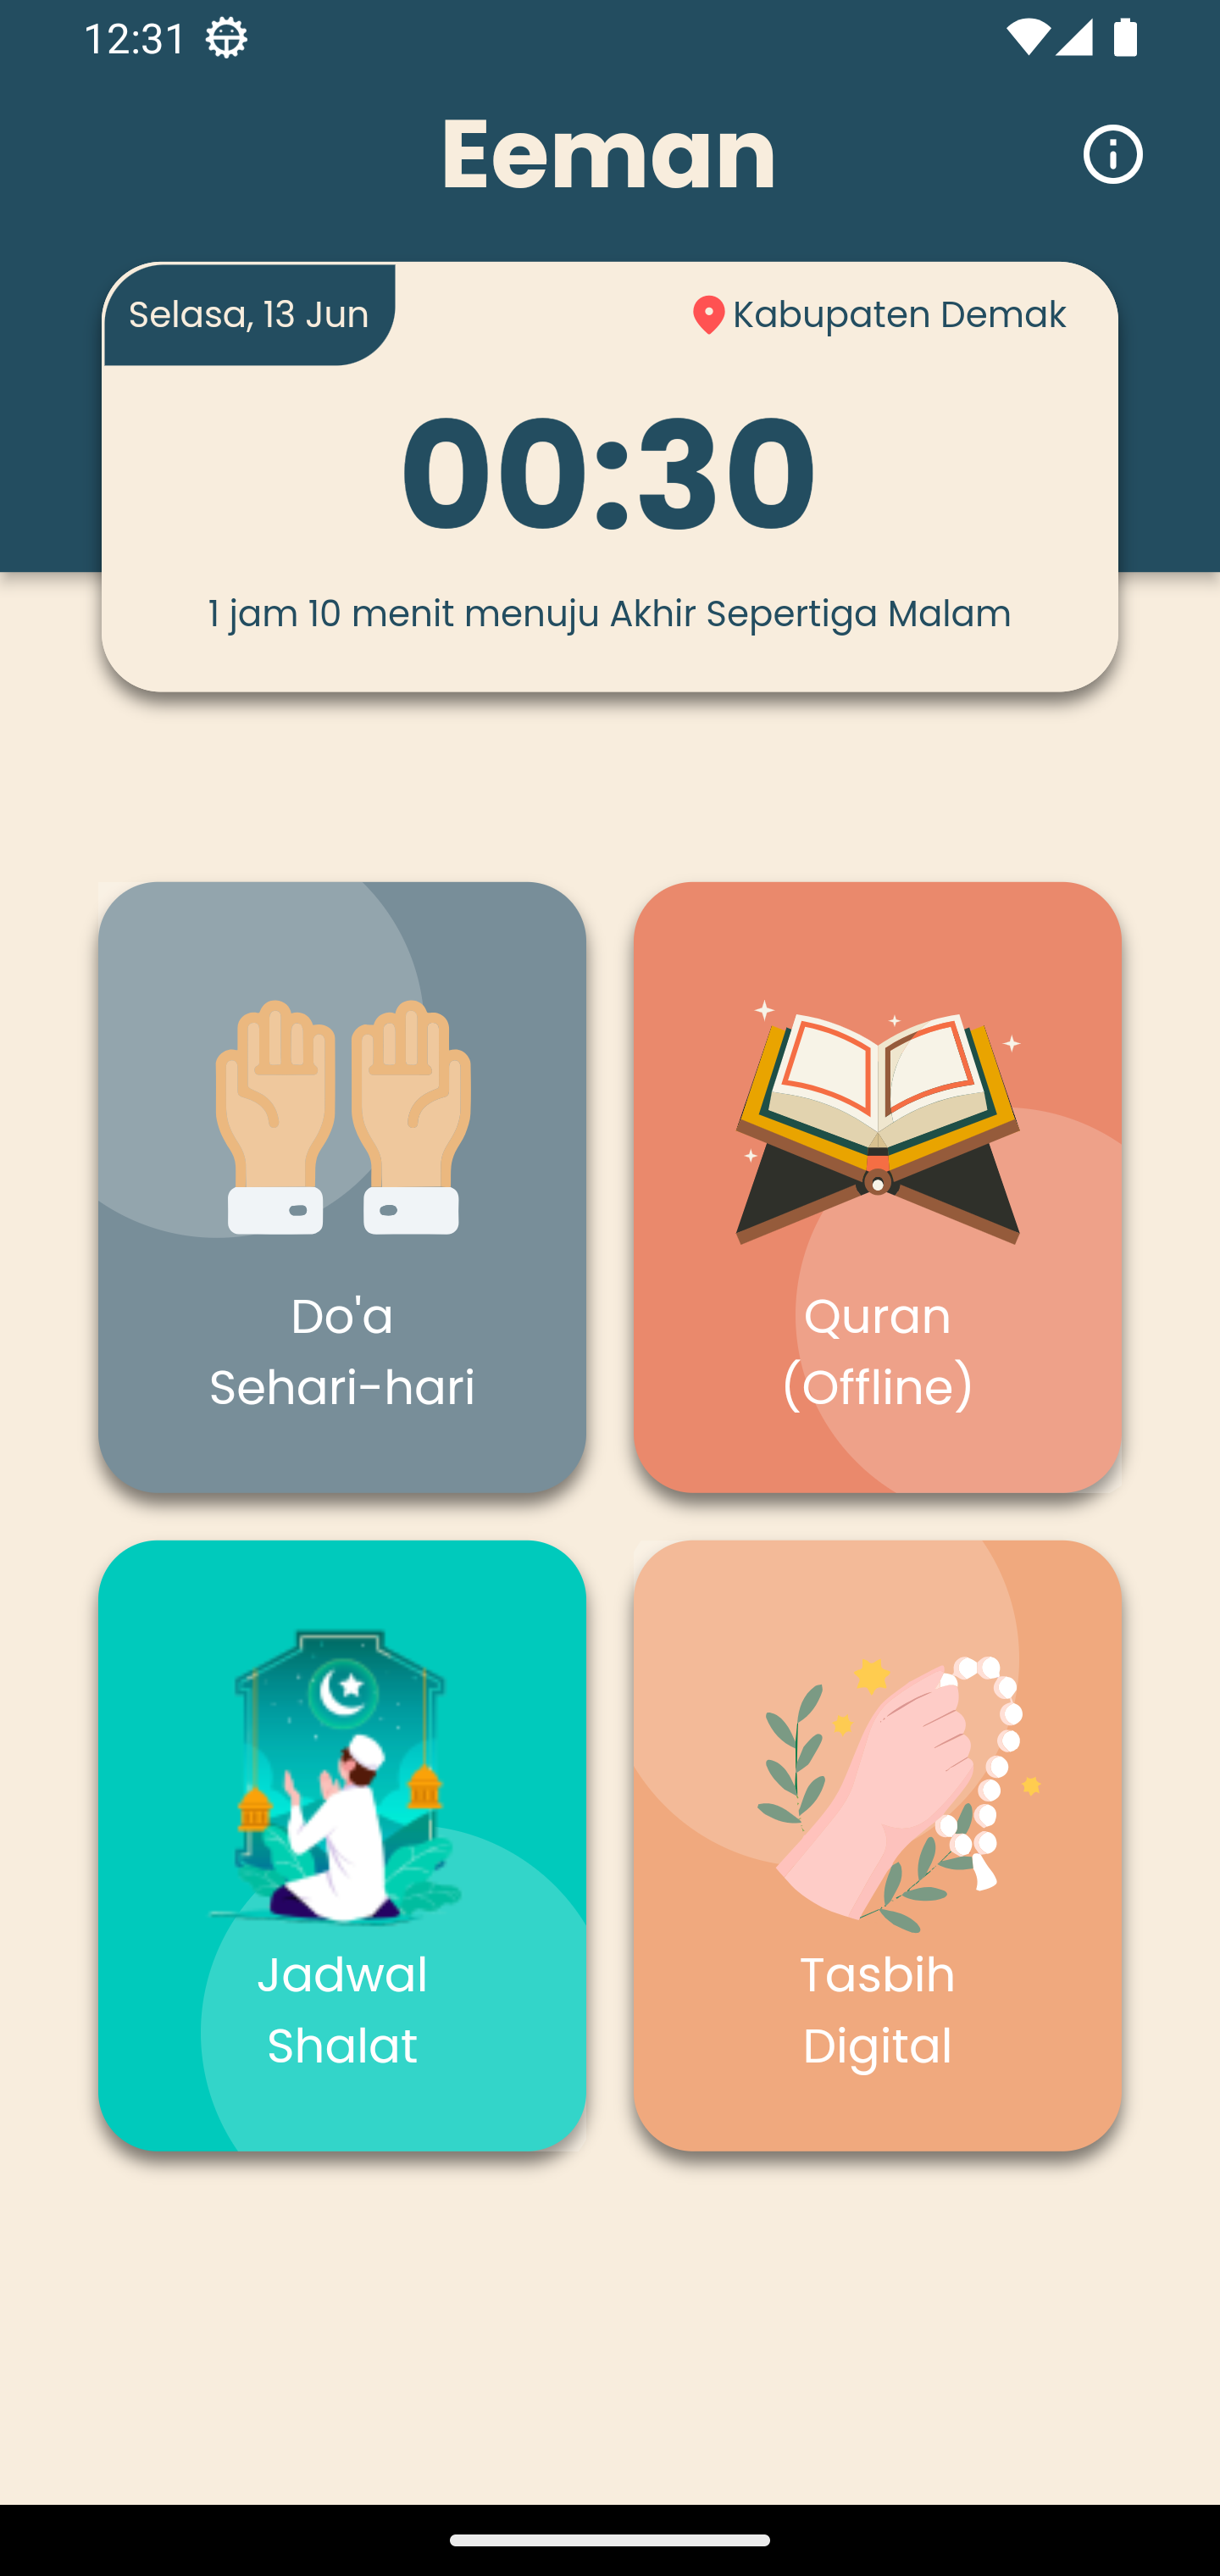 12:31
Eeman
Selasa, 13 Jun
Kabupaten Demak
00:30
1 jam 10 menit menuju Akhir Sepertiga Malam
Do'a
Sehari-hari
Quran
(Offline)
Jadwal
Shalat
Tasbih
Digital